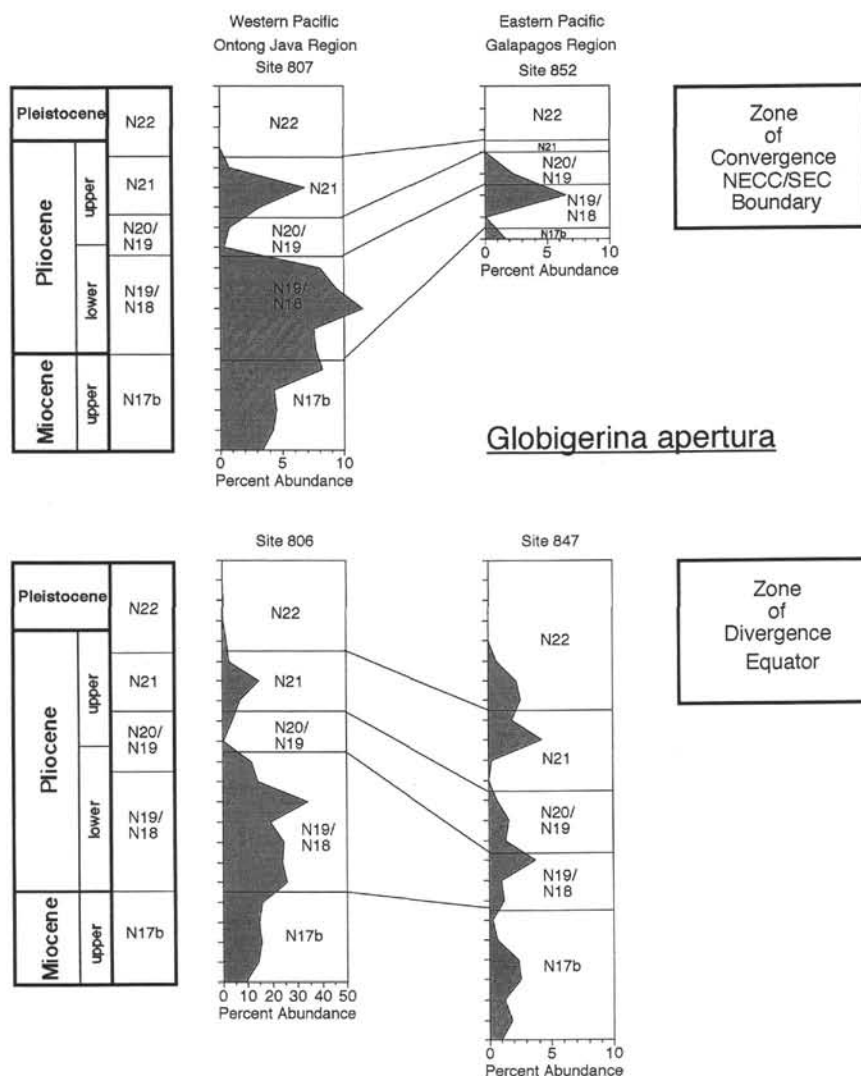 Western Pacific
Ontong Java Region
Site 807
Eastern Pacific
Galapagos Region
Site 852
Pleistocene
Pliocene
Miocene
upper
lower
upper
N22
N21
N20/
N19
N19/
N18
N17b
N22
N21
N20/
N19
N19/
N18
N17b
0 5 10
Percent Abundance
N22
N21
N20/
N19
N19/
N18
N17b
0 5 10
Percent Abundance
Zone
of
Convergence
NECC/SEC
Boundary
Globigerina apertura
Site 806
Site 847
Pleistocene
Pliocene
Miocene
upper
lower
upper
N22
N21
N20/
N19
N19/
N18
N17b
N22
N21
N20/
N19
N19/
N18
N17b
0 10 20 30 40 50
Percent Abundance
N22
N21
N20/
N19
N19/
N18
N17b
0 5 10
Percent Abundance
Zone
of
Divergence
Equator